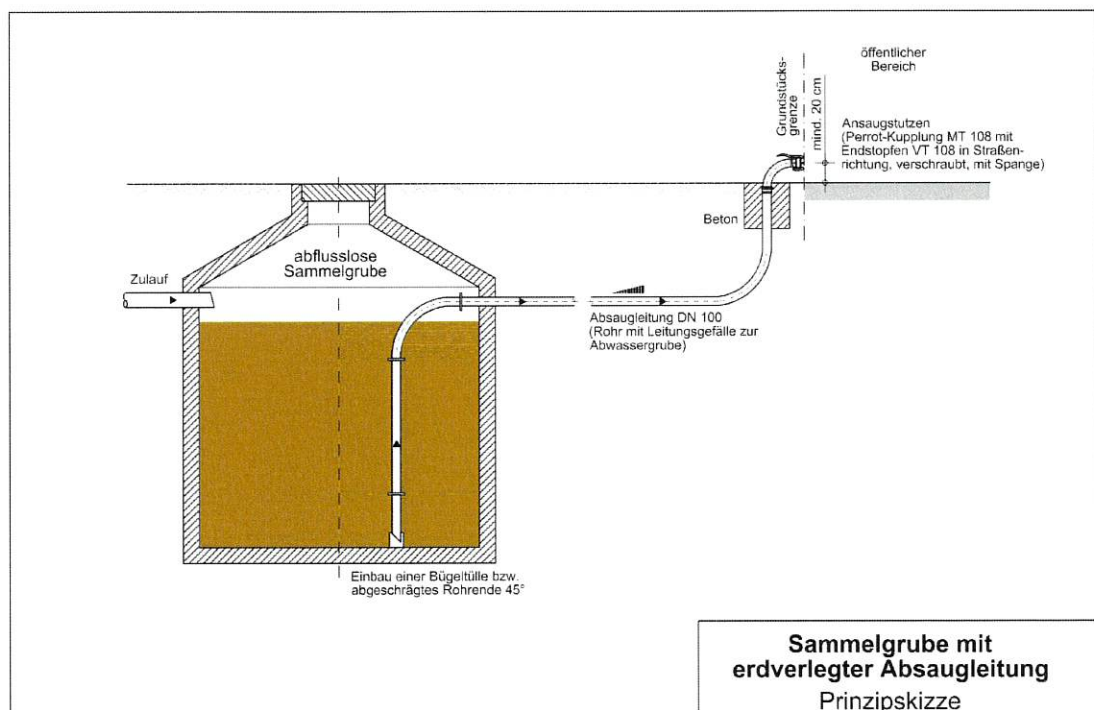 öffentlicher
Bereich
Grundstücks-
grenze
mind. 20 cm
Ansaugstutzen
(Perrot-Kupplung MT 108 mit
Endstopfen VT 108 in Straßen-
richtung, verschraubt, mit Spange)
Beton
abflusslose
Sammelgrube
Zulauf
Absaugleitung DN 100
(Rohr mit Leitungsgefälle zur
Abwassergrube)
Einbau einer Bügeltülle bzw.
abgeschrägtes Rohrende 45°
Sammelgrube mit
erdverlegter Absaugleitung
Prinzipskizze